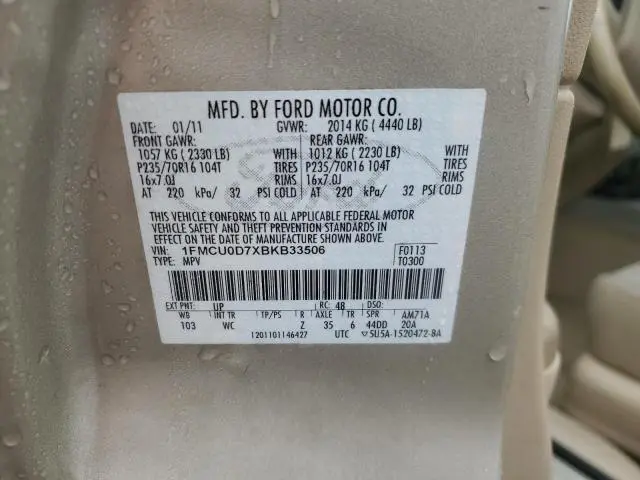 MFD. BY FORD MOTOR CO.
DATE: 01/11 GVWR: 2014 KG ( 4440 LB)
FRONT GAWR: REAR GAWR:
1057 KG ( 2330 LB) WITH 1012 KG ( 2230 LB) WITH
P235/70R16 104T TIRES P235/70R16 104T TIRES
16x7.0J RIMS 16x7.0J RIMS
AT 220 kPa/ 32 PSI COLD AT 220 kPa/ 32 PSI COLD
THIS VEHICLE CONFORMS TO ALL APPLICABLE FEDERAL MOTOR
VEHICLE SAFETY AND THEFT PREVENTION STANDARDS IN
EFFECT ON THE DATE OF MANUFACTURE SHOWN ABOVE.
VIN: 1FMCU0D7XBKB33506 F0113
TYPE: MPV T0300
EXT PNT: UP RC: 48 DSO:
WB INT TR TP/PS R AXLE TR SPR AM71A
103 WC Z 35 6 44DD 20A
1201101146427 UTC 5U5A-1520472-BA